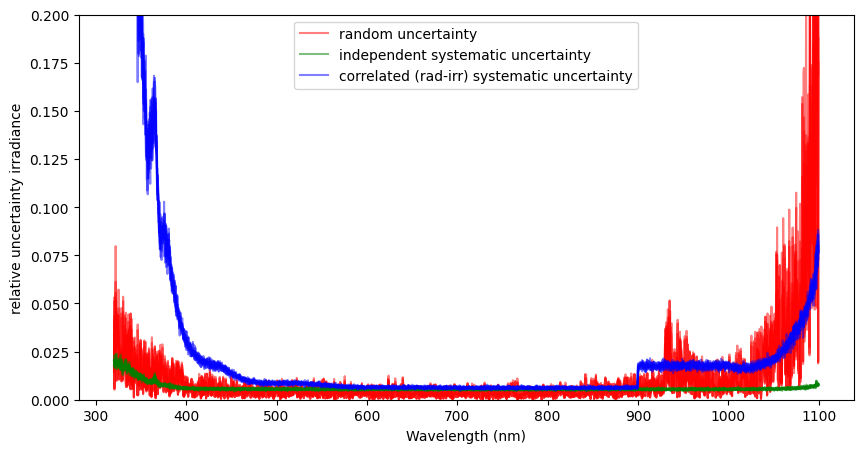 random uncertainty
independent systematic uncertainty
correlated (rad-irr) systematic uncertainty
relative uncertainty irradiance
0.200
0.175
0.150
0.125
0.100
0.075
0.050
0.025
0.000
300 400 500 600 700 800 900 1000 1100
Wavelength (nm)